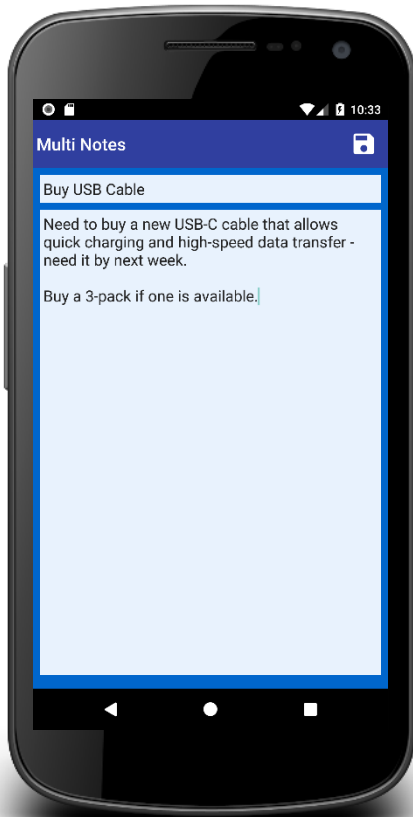 10:33
Multi Notes
Buy USB Cable
Need to buy a new USB-C cable that allows
quick charging and high-speed data transfer -
need it by next week.
Buy a 3-pack if one is available.